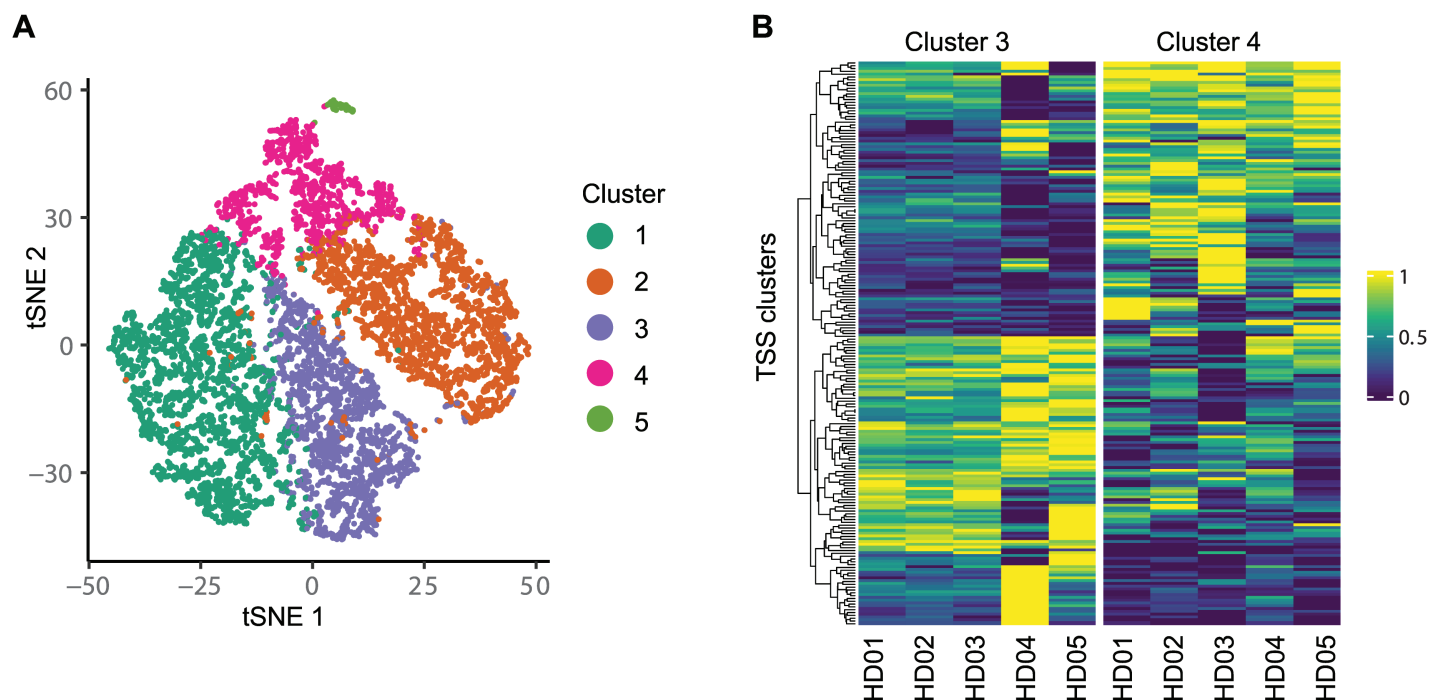 A
60
30
0
−30
tSNE 2
−50
−25
0
25
50
tSNE 1
Cluster
1
2
3
4
5
B
Cluster 3
Cluster 4
TSS clusters
HD01
HD02
HD03
HD04
HD05
HD01
HD02
HD03
HD04
HD05
1
0.5
0